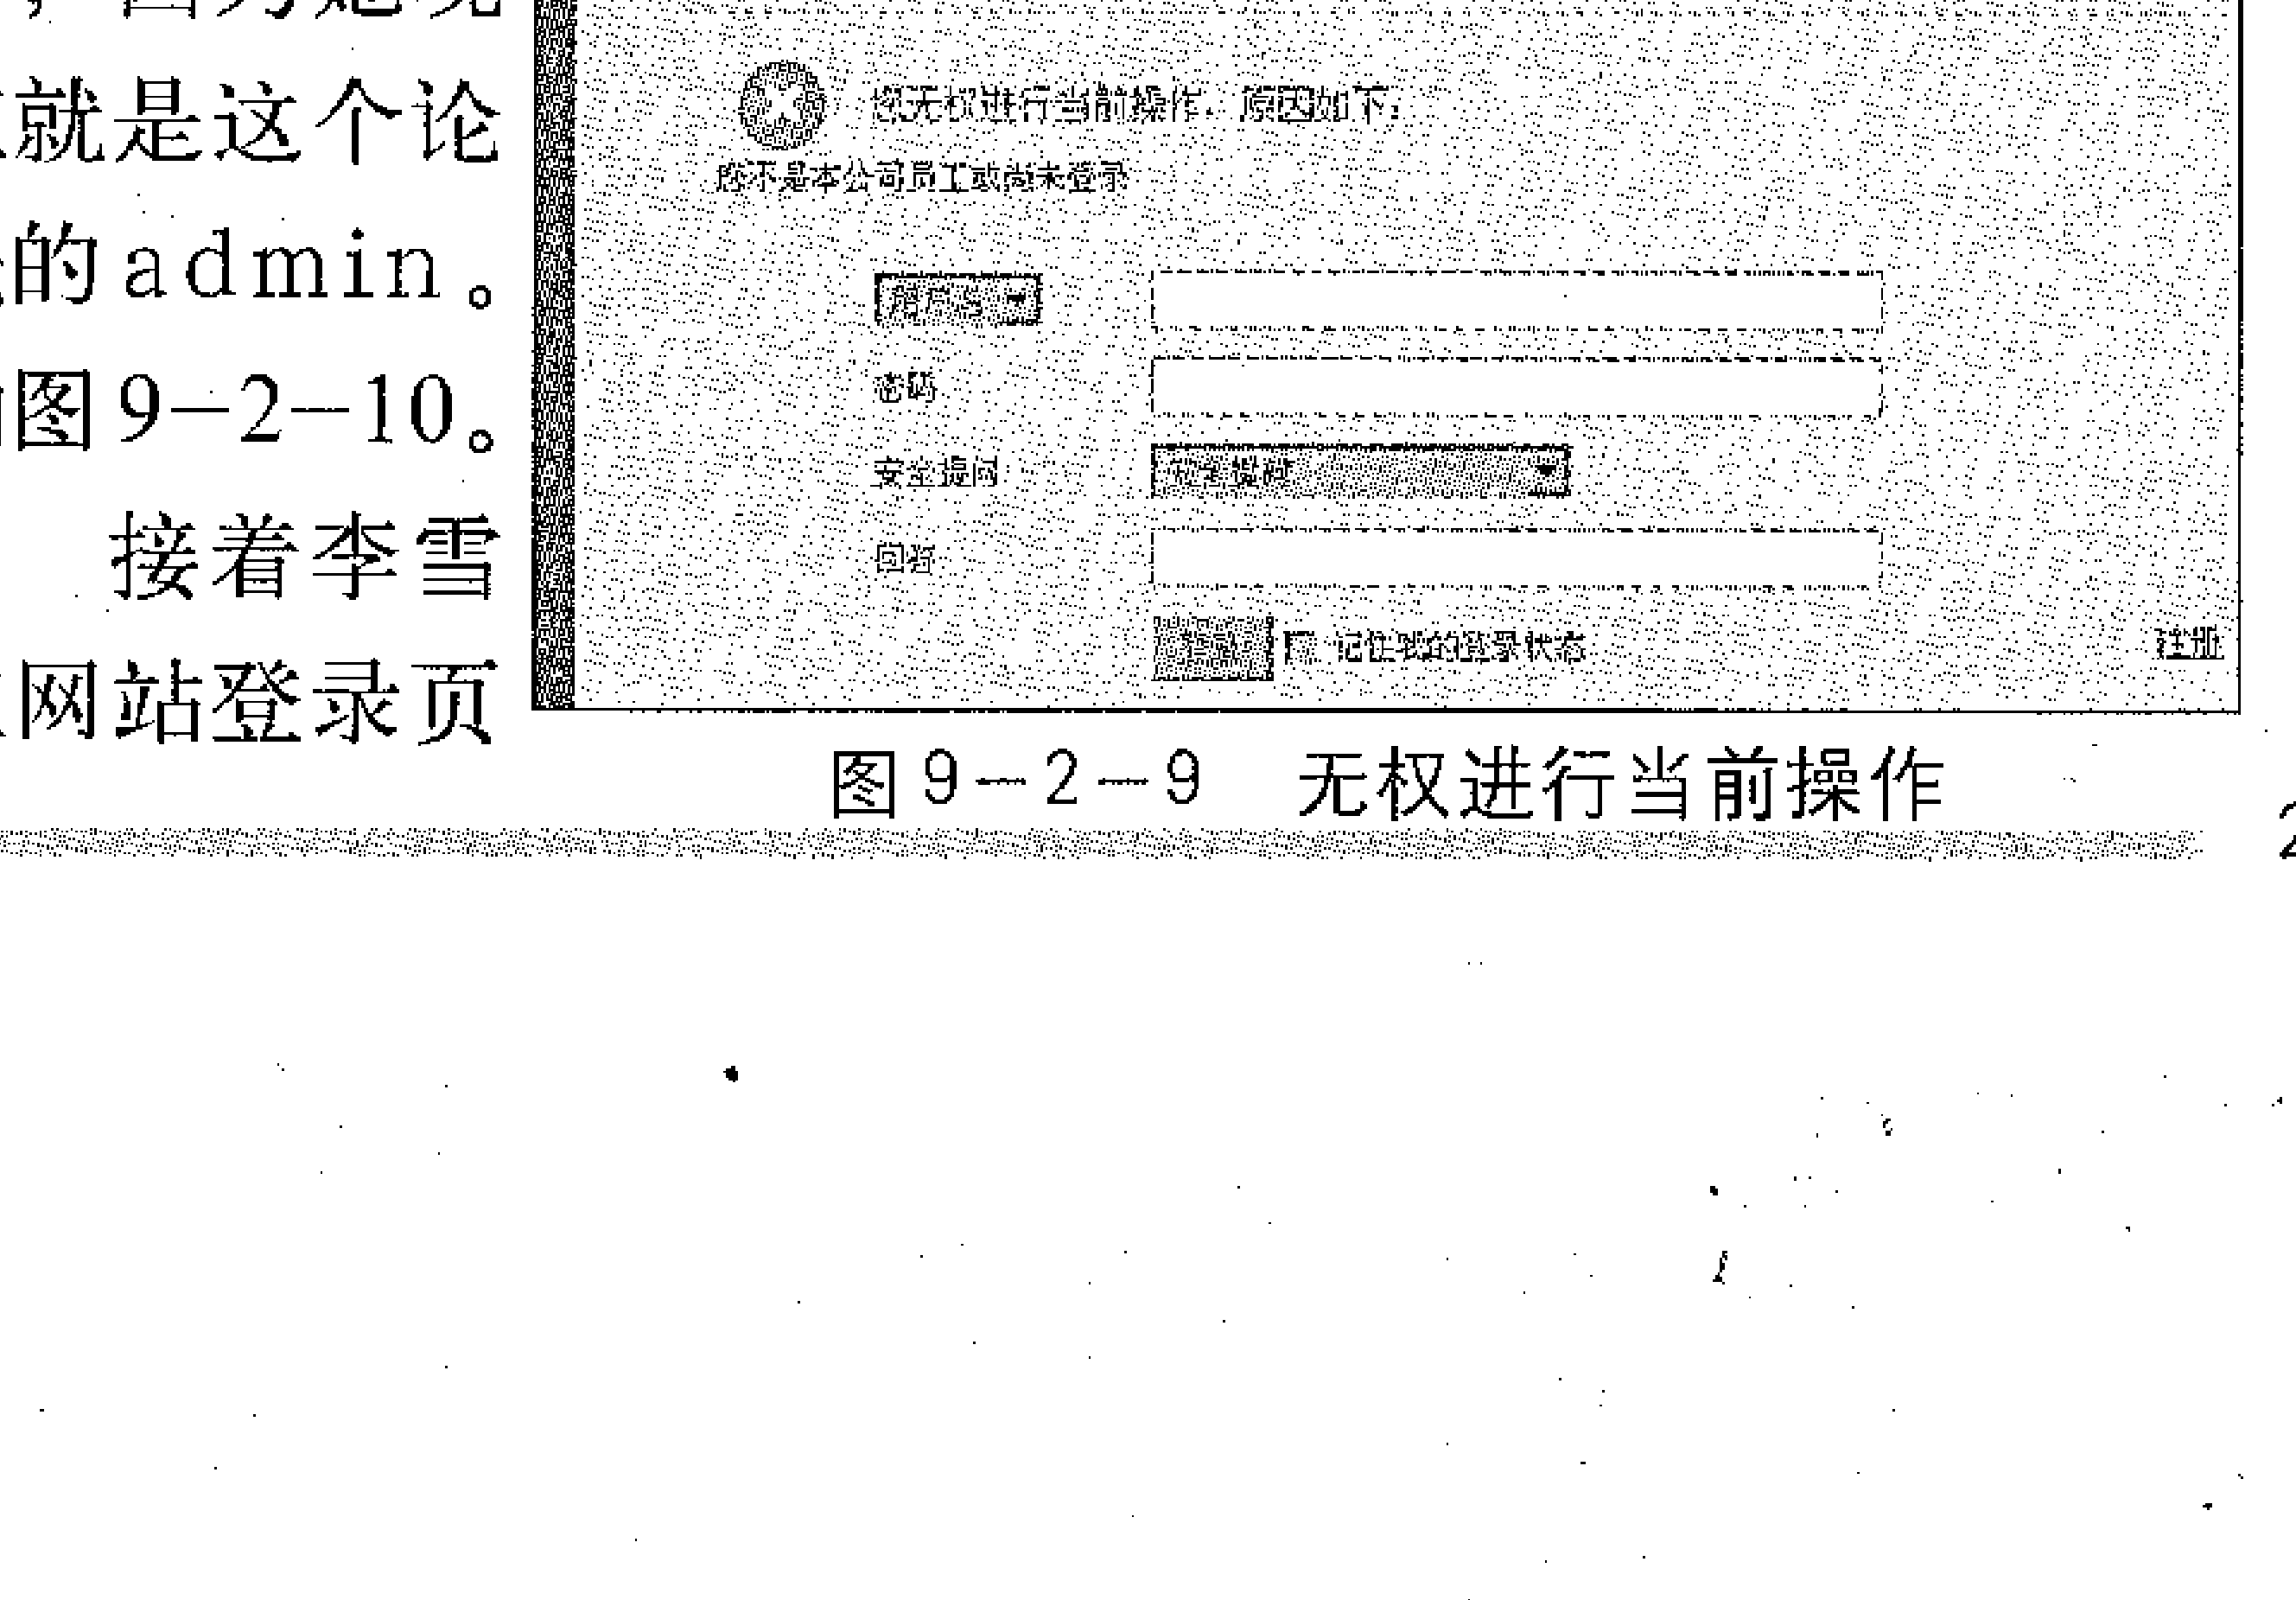 就是这个论
的admin。
图9-2-10。
接着李雪
网站登录页
您无权进行当前操作，原因如下：
您不是本公司员工或尚未登录
用户名
密码
安全提问
安全提问
回答
记住我的登录状态
注册
图9-2-9 无权进行当前操作